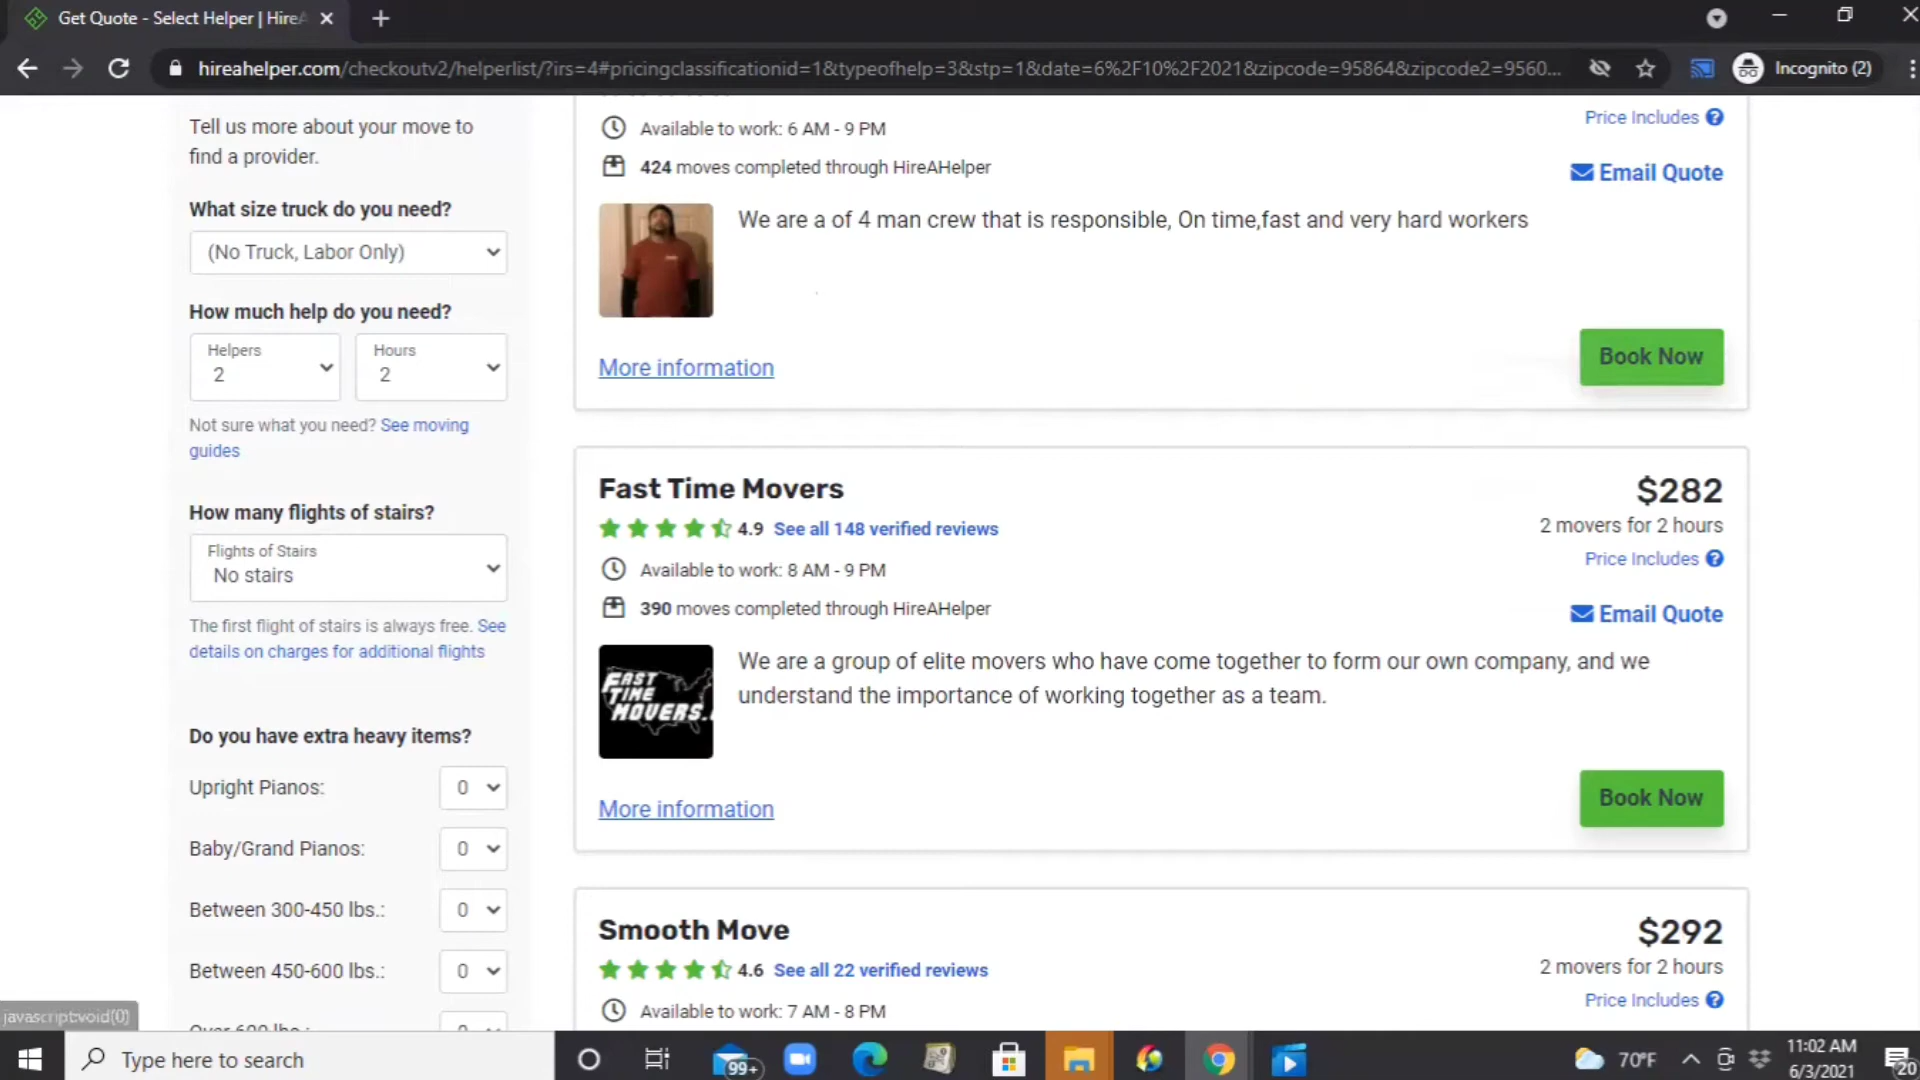 Get Quote - Select Helper | HireA
hireahelper.com/checkoutv2/helperlist/?irs=4#pricingclassificationid=1&typeofhelp=3&stp=1&date=6%2F10%2F2021&zipcode=95864&zipcode2=9560...
Incognito (2)
Tell us more about your move to
find a provider.
What size truck do you need?
(No Truck, Labor Only)
How much help do you need?
Helpers
2
Hours
2
Not sure what you need? See moving
guides
How many flights of stairs?
Flights of Stairs
No stairs
The first flight of stairs is always free. See
details on charges for additional flights
Do you have extra heavy items?
Upright Pianos: 0
Baby/Grand Pianos: 0
Between 300-450 lbs.: 0
Between 450-600 lbs.: 0
Over 600 lbs.: 0
javascript:void(0)
Available to work: 6 AM - 9 PM
424 moves completed through HireAHelper
Price Includes ?
Email Quote
We are a of 4 man crew that is responsible, On time,fast and very hard workers
More information
Book Now
Fast Time Movers
4.9 See all 148 verified reviews
Available to work: 8 AM - 9 PM
390 moves completed through HireAHelper
$282
2 movers for 2 hours
Price Includes ?
Email Quote
FAST
TIME
MOVERS.
We are a group of elite movers who have come together to form our own company, and we
understand the importance of working together as a team.
More information
Book Now
Smooth Move
4.6 See all 22 verified reviews
Available to work: 7 AM - 8 PM
$292
2 movers for 2 hours
Price Includes ?
Type here to search
99+
70°F
11:02 AM
6/3/2021
20